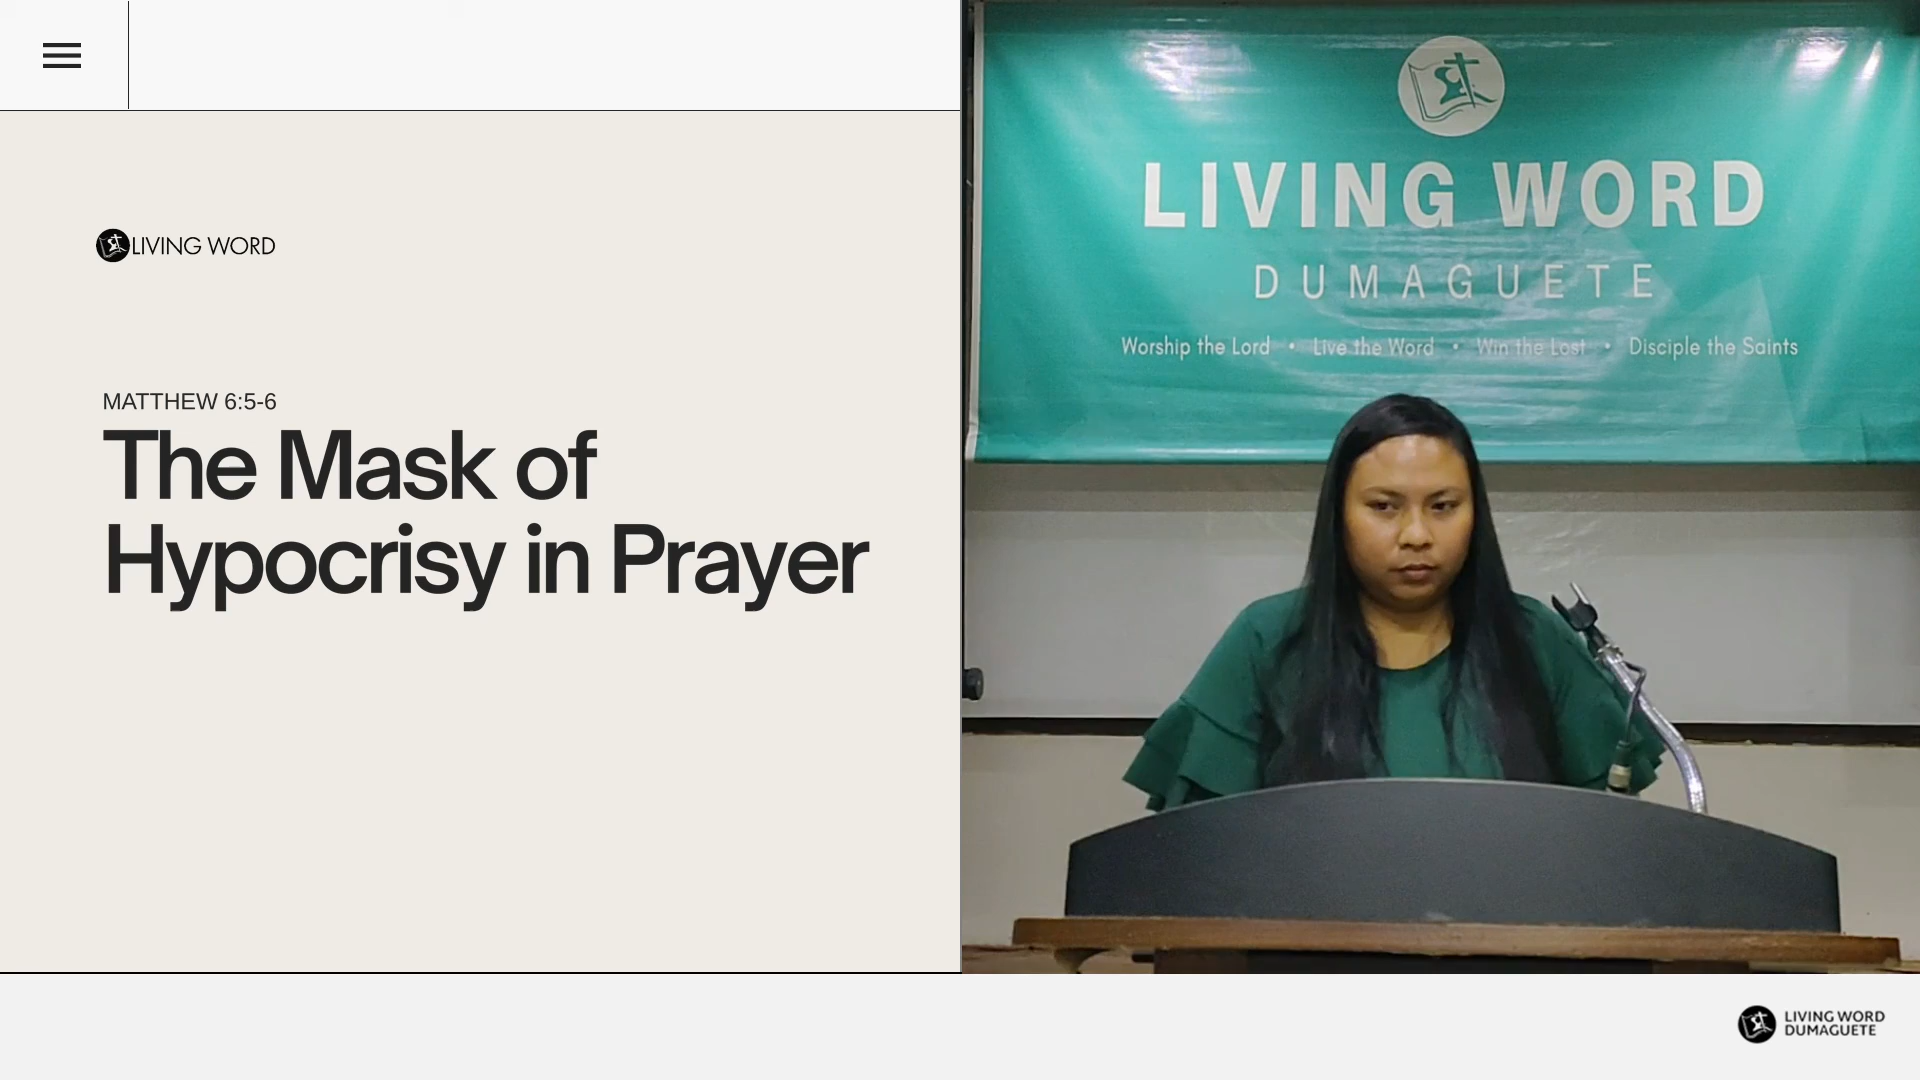 LIVING WORD
MATTHEW 6:5-6
The Mask of
Hypocrisy in Prayer
LIVING WORD
DUMAGUETE
Worship the Lord • Live the Word • Win the Lost • Disciple the Saints
LIVING WORD
DUMAGUETE